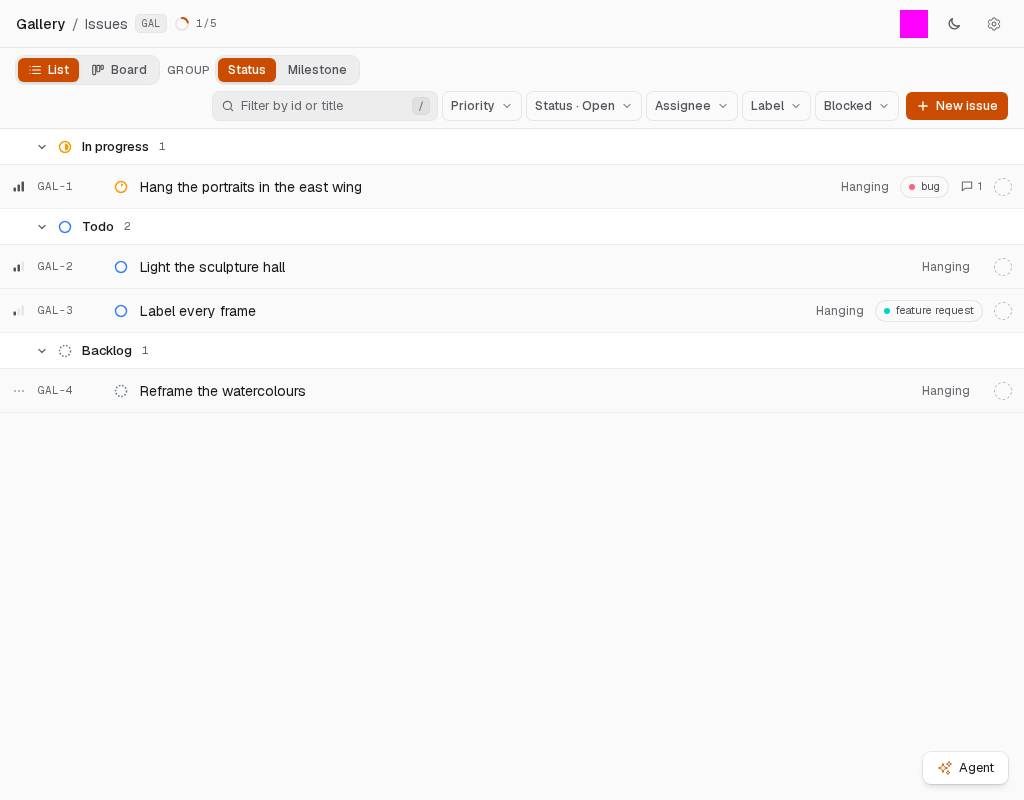 Gallery / Issues GAL 1/5
List Board GROUP Status Milestone
Filter by id or title / Priority Status · Open Assignee Label Blocked New issue
In progress 1
GAL-1 Hang the portraits in the east wing Hanging bug 1
Todo 2
GAL-2 Light the sculpture hall Hanging
GAL-3 Label every frame Hanging feature request
Backlog 1
GAL-4 Reframe the watercolours Hanging
Agent